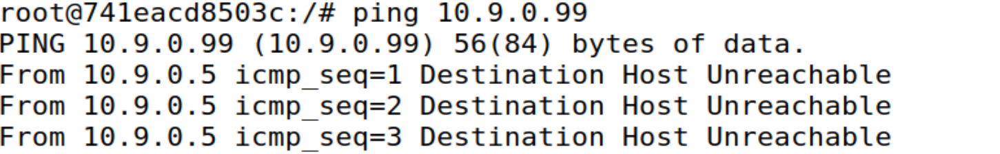 root@741eacd8503c:/# ping 10.9.0.99
PING 10.9.0.99 (10.9.0.99) 56(84) bytes of data.
From 10.9.0.5 icmp_seq=1 Destination Host Unreachable
From 10.9.0.5 icmp_seq=2 Destination Host Unreachable
From 10.9.0.5 icmp_seq=3 Destination Host Unreachable